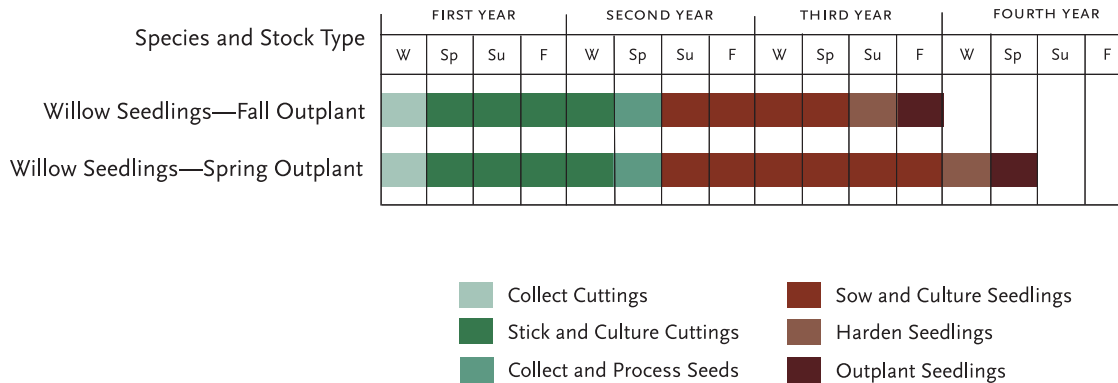 FIRST YEAR SECOND YEAR THIRD YEAR FOURTH YEAR
Species and Stock Type
W Sp Su F W Sp Su F W Sp Su F W Sp Su F
Willow Seedlings—Fall Outplant
Willow Seedlings—Spring Outplant
Collect Cuttings
Stick and Culture Cuttings
Collect and Process Seeds
Sow and Culture Seedlings
Harden Seedlings
Outplant Seedlings